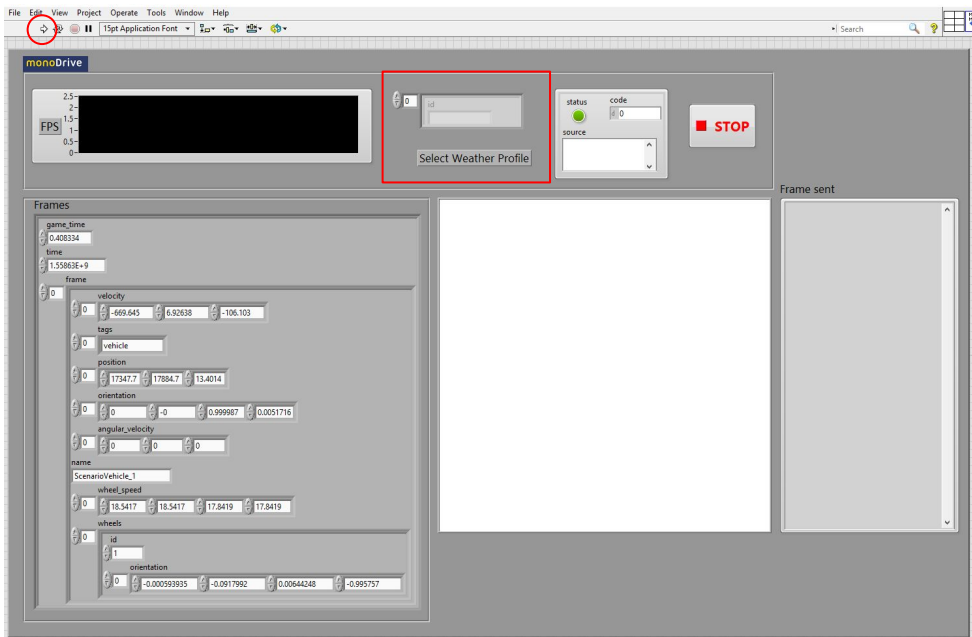 File Edit View Project Operate Tools Window Help
15pt Application Font
Search
monoDrive
FPS
2.5
2
1.5
1
0.5
0
0
id
Select Weather Profile
status
code
0
source
STOP
Frames
game_time
0.408334
time
1.55863E+9
frame
0
velocity
0 -669.645 6.92638 -106.103
tags
0 vehicle
position
0 17347.7 17884.7 13.4014
orientation
0 0 -0 0.999987 0.0051716
angular_velocity
0 0 0 0
name
ScenarioVehicle_1
wheel_speed
0 18.5417 18.5417 17.8419 17.8419
wheels
0
id
1
orientation
0 -0.000593935 -0.0917992 0.00644248 -0.995757
Frame sent